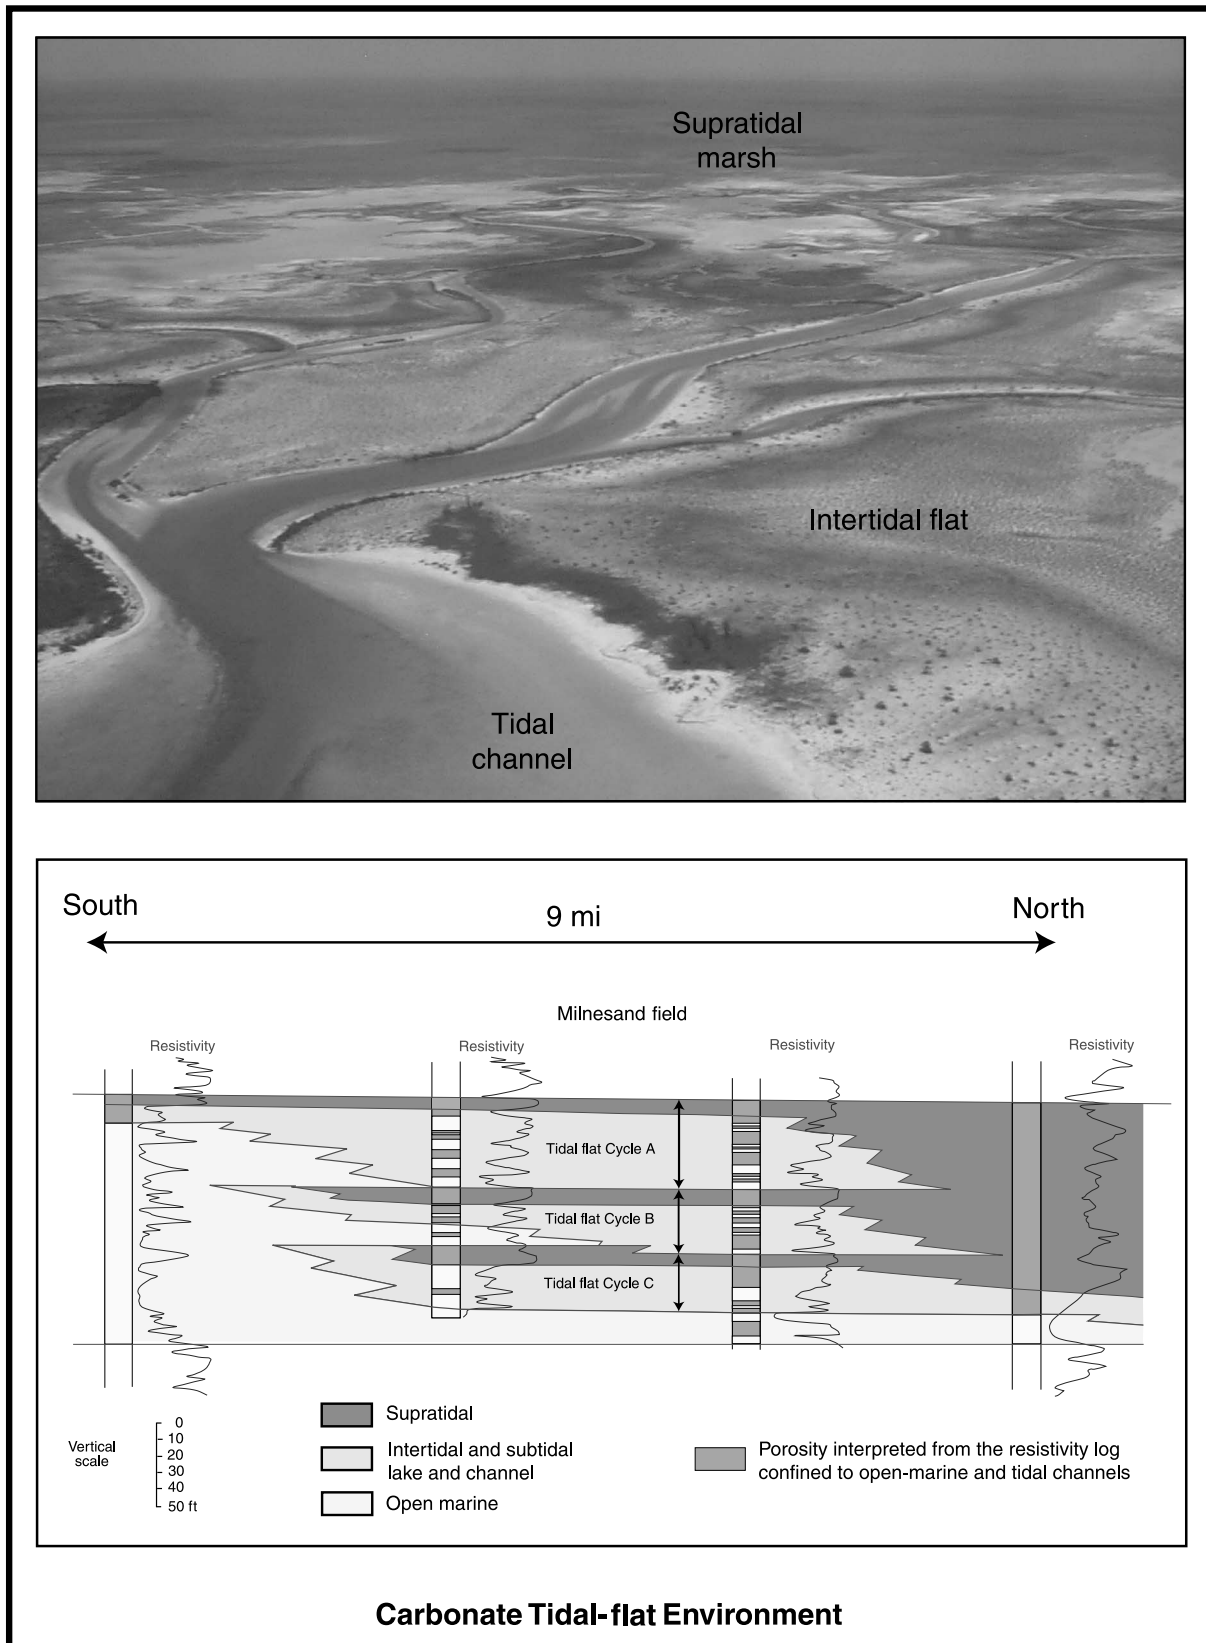 Supratidal
marsh
Intertidal flat
Tidal
channel
South
9 mi
North
Milnesand field
Resistivity
Resistivity
Resistivity
Resistivity
Tidal flat Cycle A
Tidal flat Cycle B
Tidal flat Cycle C
Vertical
scale
0
10
20
30
40
50 ft
Supratidal
Intertidal and subtidal
lake and channel
Open marine
Porosity interpreted from the resistivity log
confined to open-marine and tidal channels
Carbonate Tidal-flat Environment